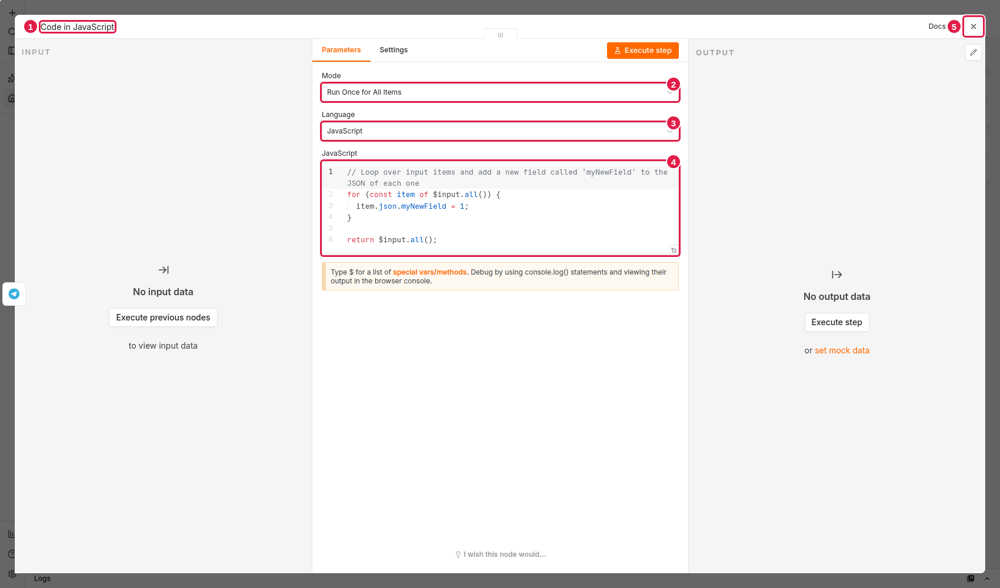 1 Code in JavaScript
Docs 5
INPUT
Parameters Settings Execute step
OUTPUT
Mode
2
Run Once for All Items
Language
3
JavaScript
JavaScript
4
1 // Loop over input items and add a new field called 'myNewField' to the
JSON of each one
2 for (const item of $input.all()) {
3 item.json.myNewField = 1;
4 }
5
6 return $input.all();
Type $ for a list of special vars/methods. Debug by using console.log() statements and viewing their
output in the browser console.
No input data
Execute previous nodes
to view input data
No output data
Execute step
or set mock data
I wish this node would...
Logs